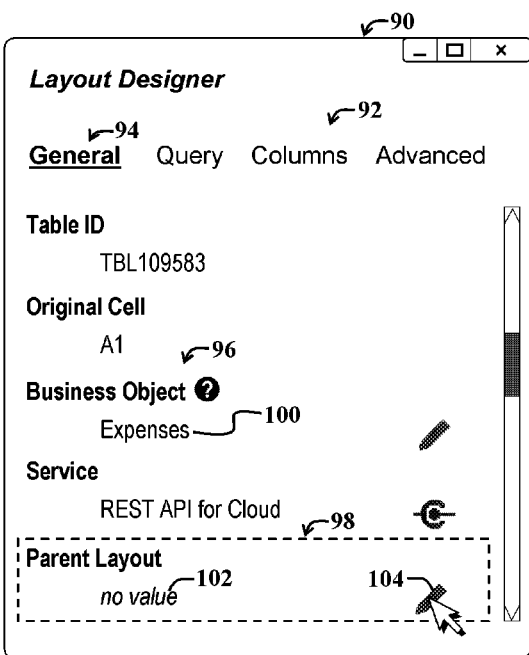 90
Layout Designer
92
94
General Query Columns Advanced
Table ID
TBL109583
Original Cell
A1
96
Business Object ?
Expenses 100
Service
REST API for Cloud
98
Parent Layout
no value 102 104